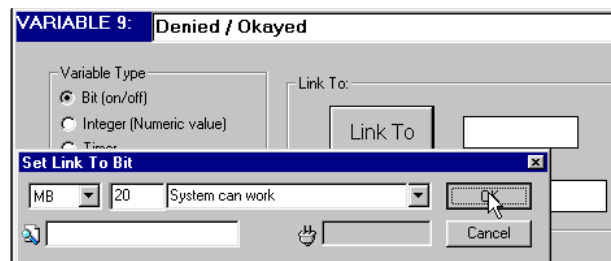 VARIABLE 9: Denied / Okayed
Variable Type
Link To:
Bit (on/off)
Integer (Numeric value)
Link To
Timer
Set Link To Bit
MB 20 System can work OK
Cancel